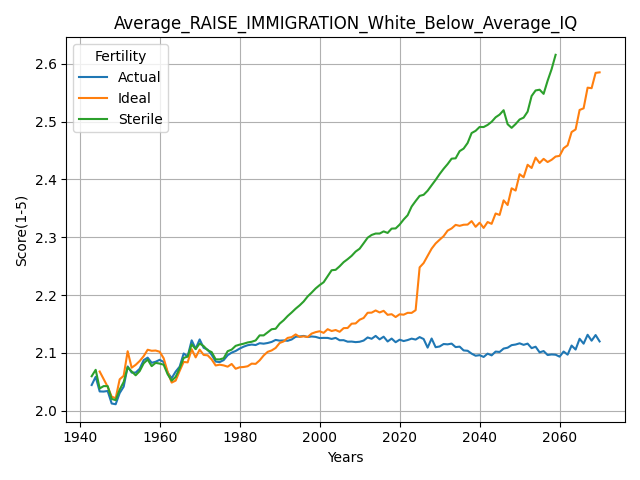 Average_RAISE_IMMIGRATION_White_Below_Average_IQ
Fertility
Actual
Ideal
Sterile
Score(1-5)
2.6
2.5
2.4
2.3
2.2
2.1
2.0
1940 1960 1980 2000 2020 2040 2060
Years